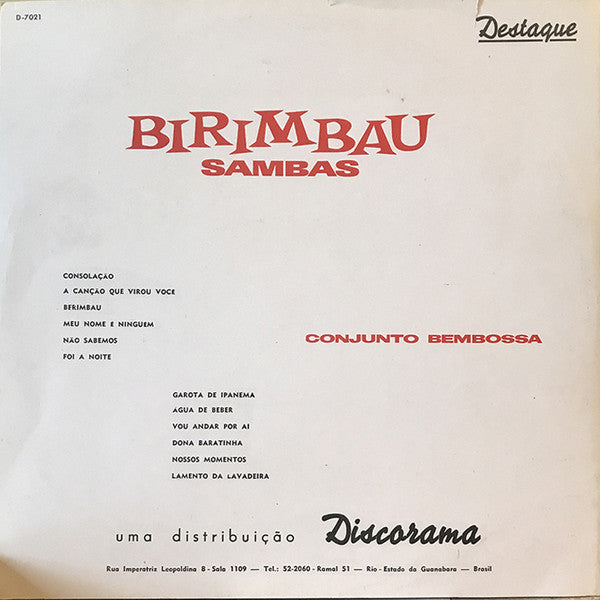 D-7021
Destaque
BIRIMBAU
SAMBAS
CONSOLAÇÃO
A CANÇÃO QUE VIROU VOCE
BERIMBAU
MEU NOME É NINGUEM
NÃO SABEMOS
FOI A NOITE
CONJUNTO BEMBOSSA
GAROTA DE IPANEMA
ÁGUA DE BEBER
VOU ANDAR POR AI
DONA BARATINHA
NOSSOS MOMENTOS
LAMENTO DA LAVADEIRA
uma distribuição Discorama
Rua Imperatriz Leopoldina 8 - Sala 1109 — Tel.: 52-2060 - Ramal 51 — Rio - Estado da Guanabara — Brasil